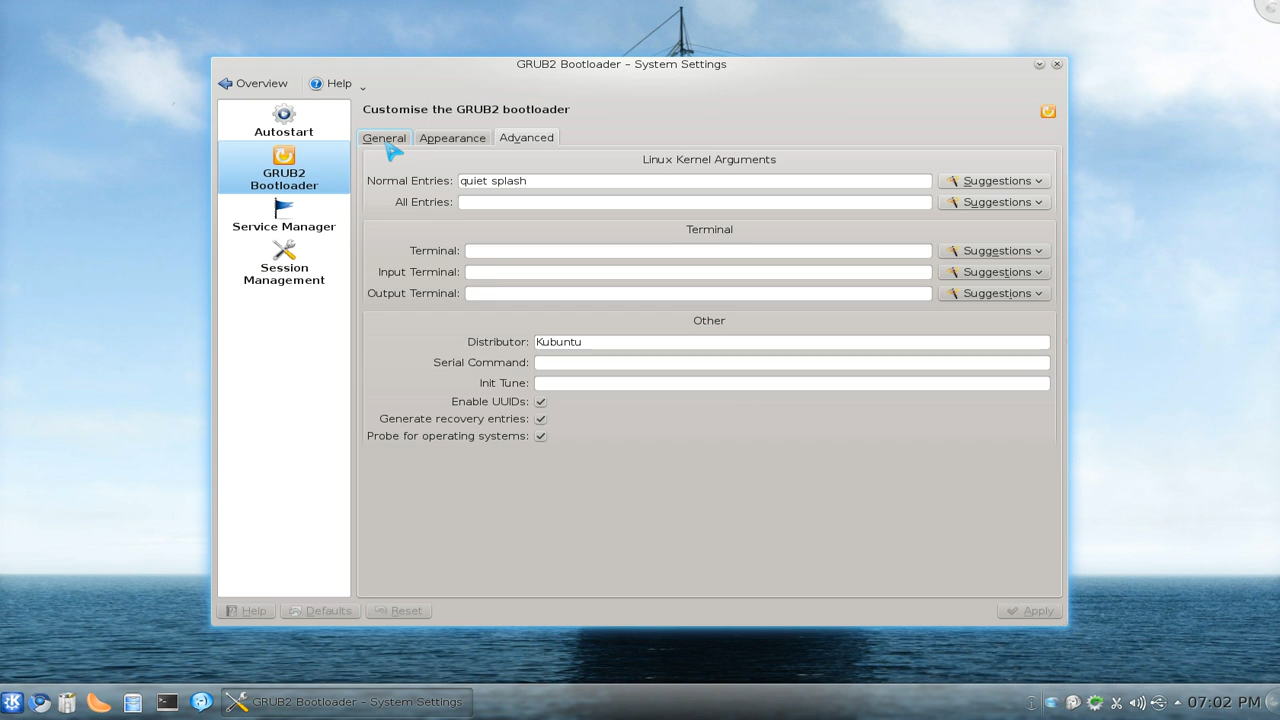 GRUB2 Bootloader – System Settings
Overview Help
Customise the GRUB2 bootloader
Autostart
GRUB2
Bootloader
Service Manager
Session
Management
General Appearance Advanced
Linux Kernel Arguments
Normal Entries: quiet splash Suggestions
All Entries: Suggestions
Terminal
Terminal: Suggestions
Input Terminal: Suggestions
Output Terminal: Suggestions
Other
Distributor: Kubuntu
Serial Command:
Init Tune:
Enable UUIDs:
Generate recovery entries:
Probe for operating systems:
Help Defaults Reset Apply
GRUB2 Bootloader – System Settings 07:02 PM